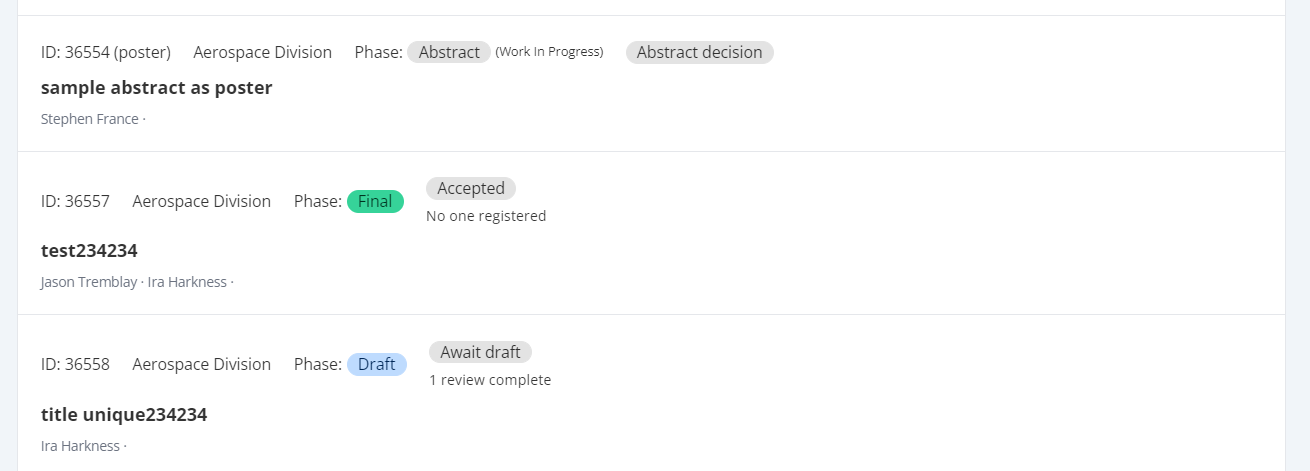 ID: 36554 (poster) Aerospace Division Phase: Abstract (Work In Progress) Abstract decision
sample abstract as poster
Stephen France ·
ID: 36557 Aerospace Division Phase: Final Accepted
No one registered
test234234
Jason Tremblay · Ira Harkness ·
ID: 36558 Aerospace Division Phase: Draft Await draft
1 review complete
title unique234234
Ira Harkness ·